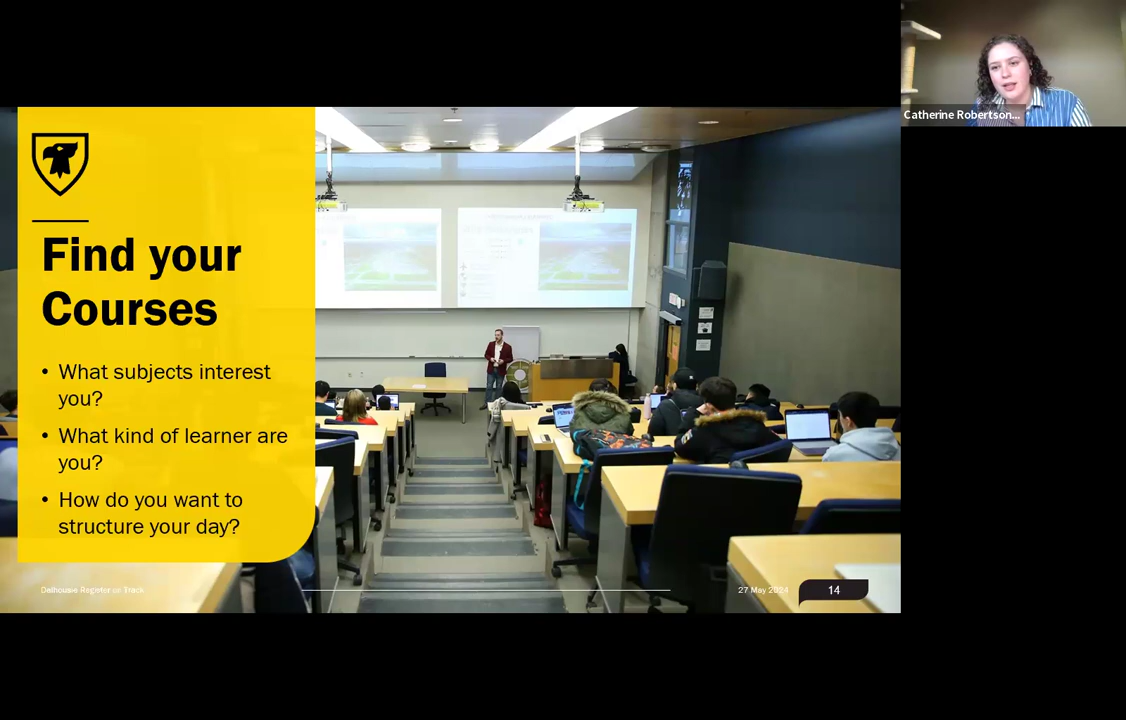 Catherine Robertson...
Find your
Courses
• What subjects interest
you?
• What kind of learner are
you?
• How do you want to
structure your day?
Dalhousie Register on Track
27 May 2024
14